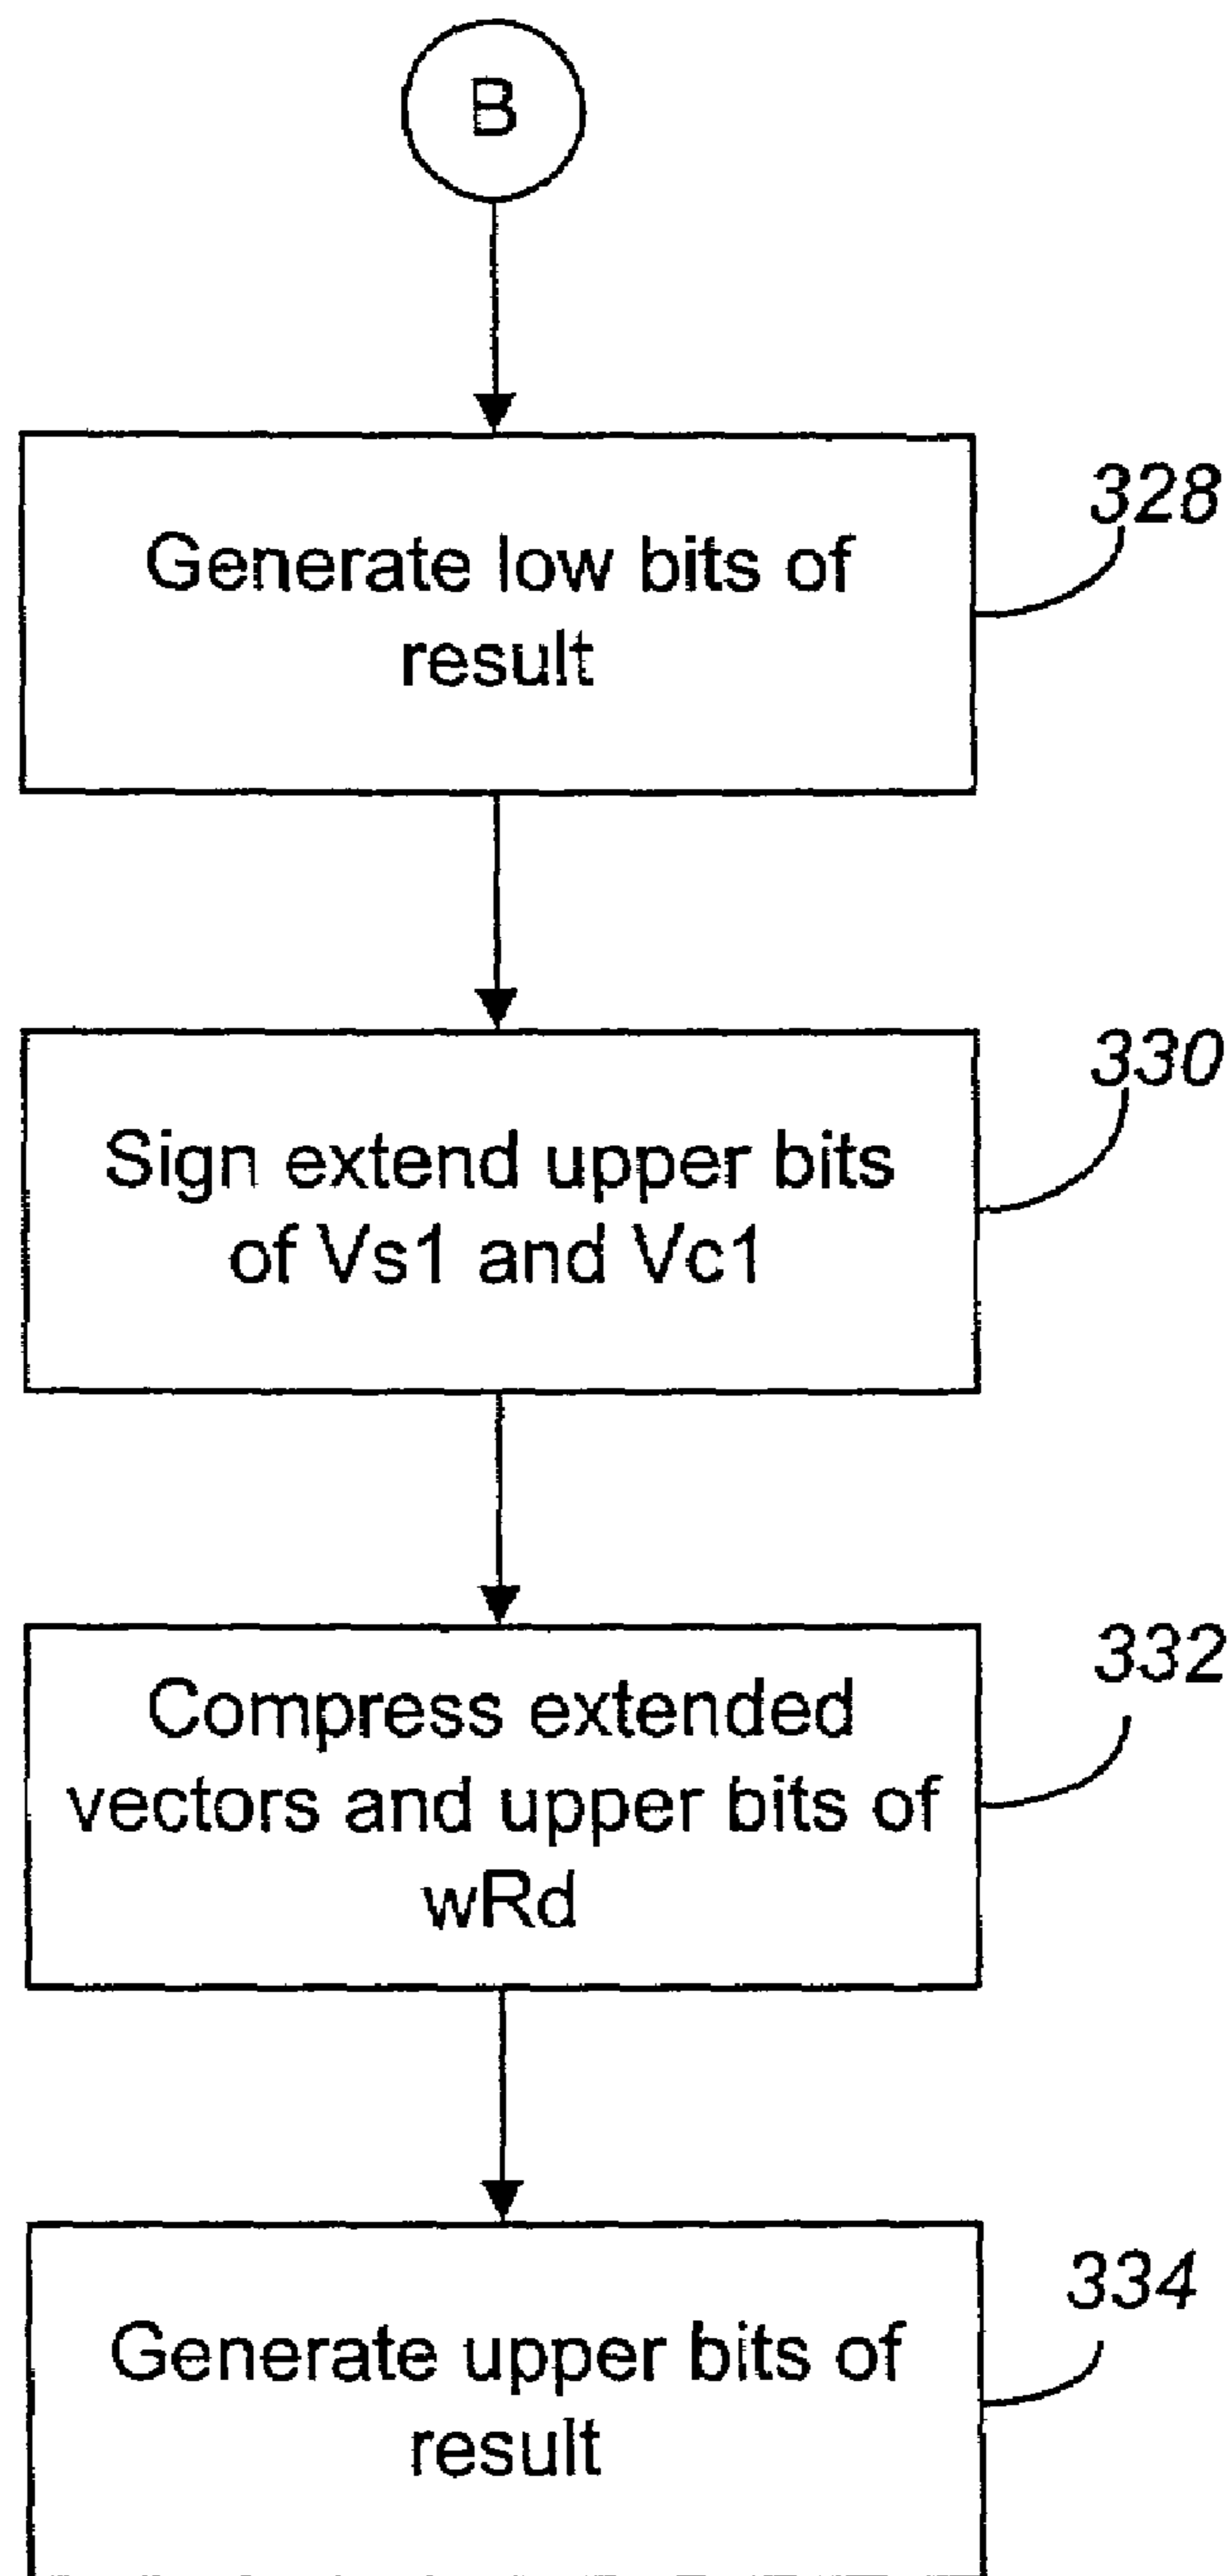 B
Generate low bits of
result
328
Sign extend upper bits
of Vs1 and Vc1
330
Compress extended
vectors and upper bits of
wRd
332
Generate upper bits of
result
334